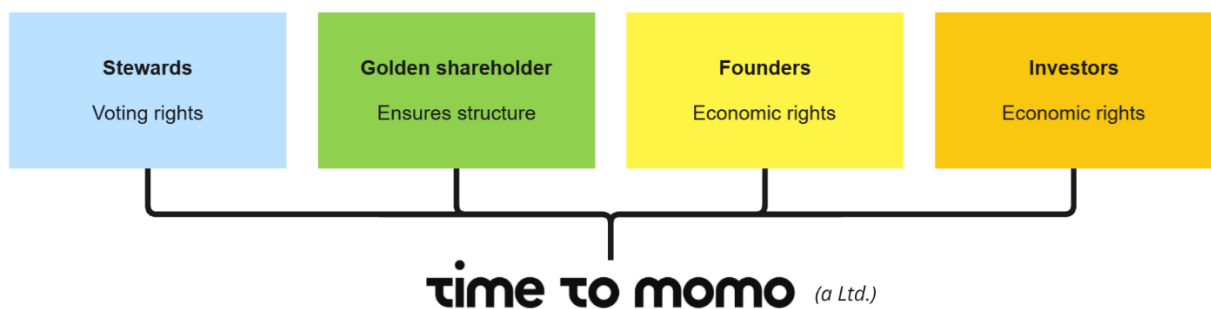 Stewards
Voting rights
Golden shareholder
Ensures structure
Founders
Economic rights
Investors
Economic rights
time to momo (a Ltd.)